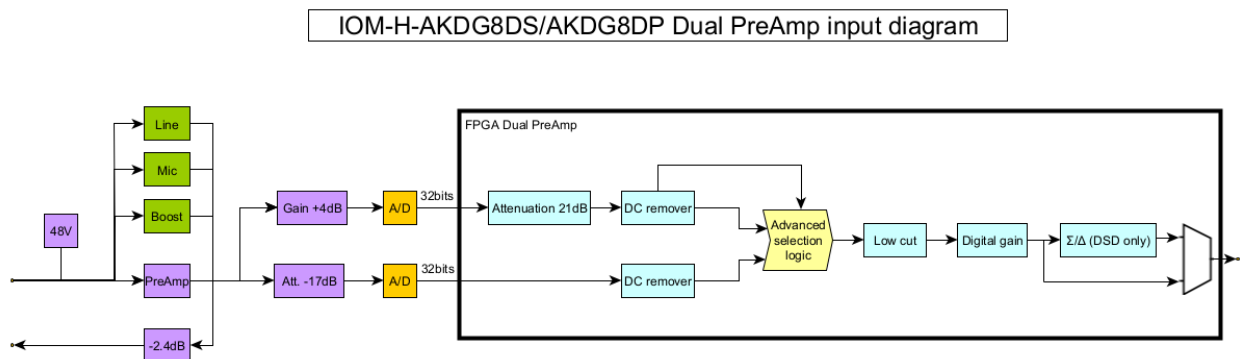 IOM-H-AKDG8DS/AKDG8DP Dual PreAmp input diagram
FPGA Dual PreAmp
Line
Mic
Boost
48V
PreAmp
-2.4dB
Gain +4dB
A/D
32bits
Attenuation 21dB
DC remover
Att. -17dB
A/D
32bits
DC remover
Advanced
selection
logic
Low cut
Digital gain
Σ/Δ (DSD only)